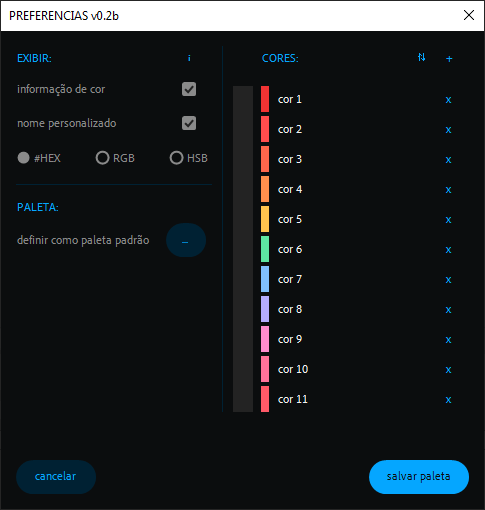 PREFERENCIAS v0.2b
EXIBIR:
i
informação de cor
nome personalizado
#HEX
RGB
HSB
PALETA:
definir como paleta padrão
...
CORES:
+
cor 1 x
cor 2 x
cor 3 x
cor 4 x
cor 5 x
cor 6 x
cor 7 x
cor 8 x
cor 9 x
cor 10 x
cor 11 x
cancelar
salvar paleta